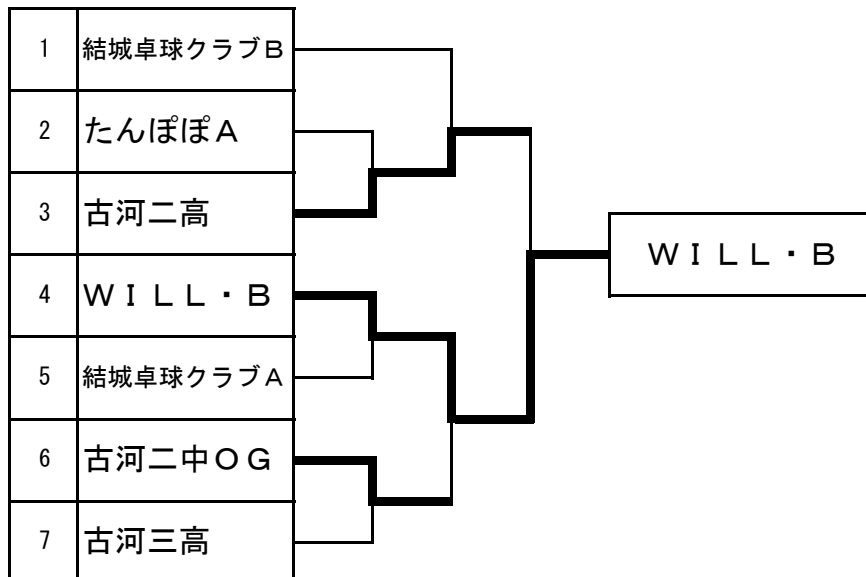 1 結城卓球クラブB
2 たんぽぽA
3 古河二高
WILL・B
4 WILL・B
5 結城卓球クラブA
6 古河二中OG
7 古河三高